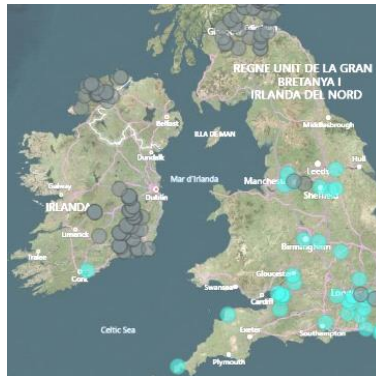 REGNE UNIT DE LA GRAN
BRETANYA I
IRLANDA DEL NORD
Middlesbrough
Belfast
ILLA DE MAN
Dundalk
Leeds
Hull
Mar d'Irlanda
Galway
Dublin
Sheffield
IRLANDA
Limerick
Birmingham
Tralee
Cork
Gloucester
Swansea
Cardiff
Celtic Sea
Southampton
Exeter
Plymouth